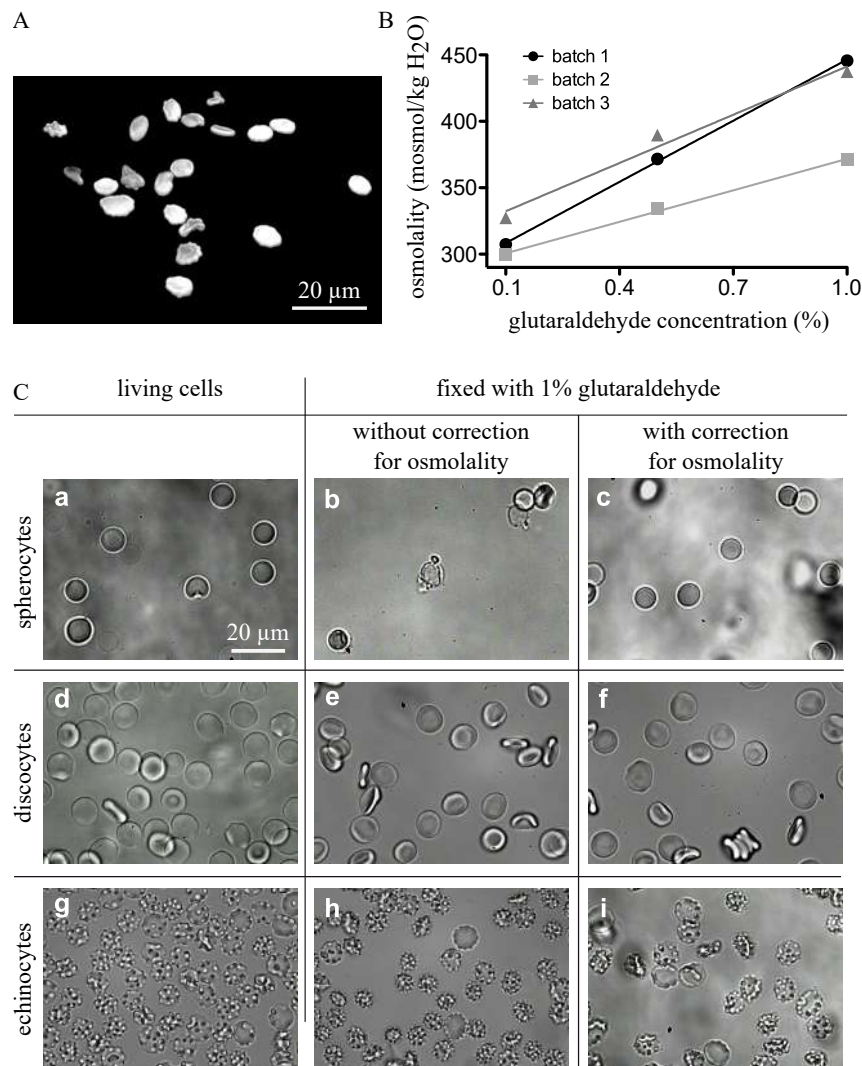 A
20 µm
B
osmolality (mosmol/kg H₂O)
450
400
350
300
batch 1
batch 2
batch 3
0.1
0.4
0.7
1.0
glutaraldehyde concentration (%)
C
living cells
fixed with 1% glutaraldehyde
without correction
for osmolality
with correction
for osmolality
spherocytes
a
20 µm
b
c
discocytes
d
e
f
echinocytes
g
h
i